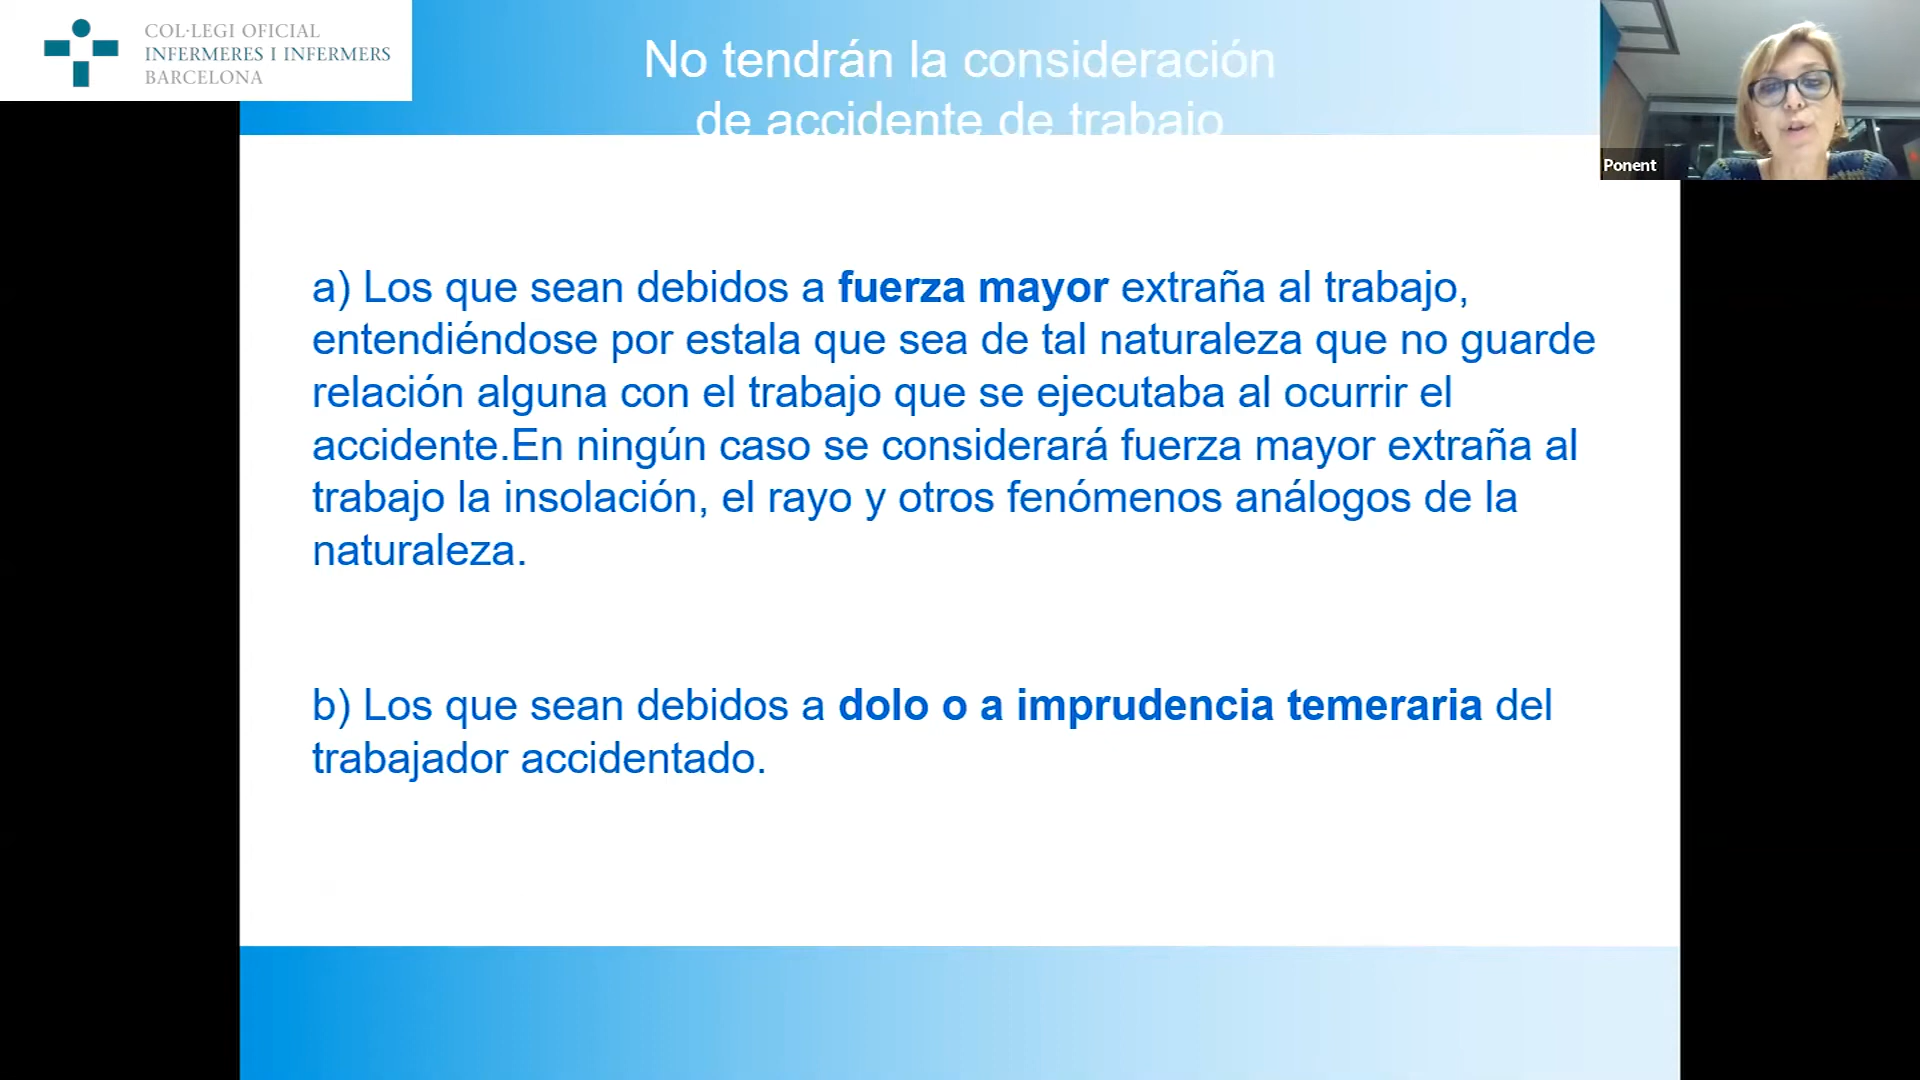 COL·LEGI OFICIAL
INFERMERES I INFERMERS
BARCELONA
No tendrán la consideración
de accidente de trabajo
Ponent
a) Los que sean debidos a fuerza mayor extraña al trabajo,
entendiéndose por estala que sea de tal naturaleza que no guarde
relación alguna con el trabajo que se ejecutaba al ocurrir el
accidente.En ningún caso se considerará fuerza mayor extraña al
trabajo la insolación, el rayo y otros fenómenos análogos de la
naturaleza.
b) Los que sean debidos a dolo o a imprudencia temeraria del
trabajador accidentado.